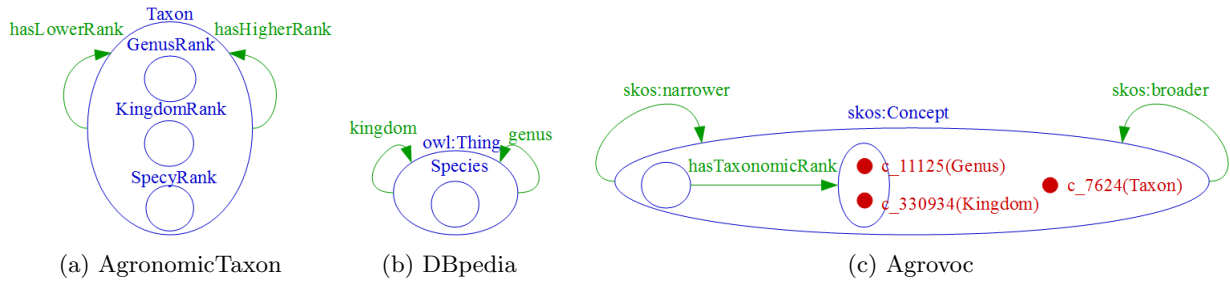 Taxon
hasLowerRank
hasHigherRank
GenusRank
KingdomRank
SpecyRank
(a) AgronomicTaxon
kingdom
genus
owl:Thing
Species
(b) DBpedia
skos:narrower
skos:broader
skos:Concept
hasTaxonomicRank
c_11125(Genus)
c_7624(Taxon)
c_330934(Kingdom)
(c) Agrovoc